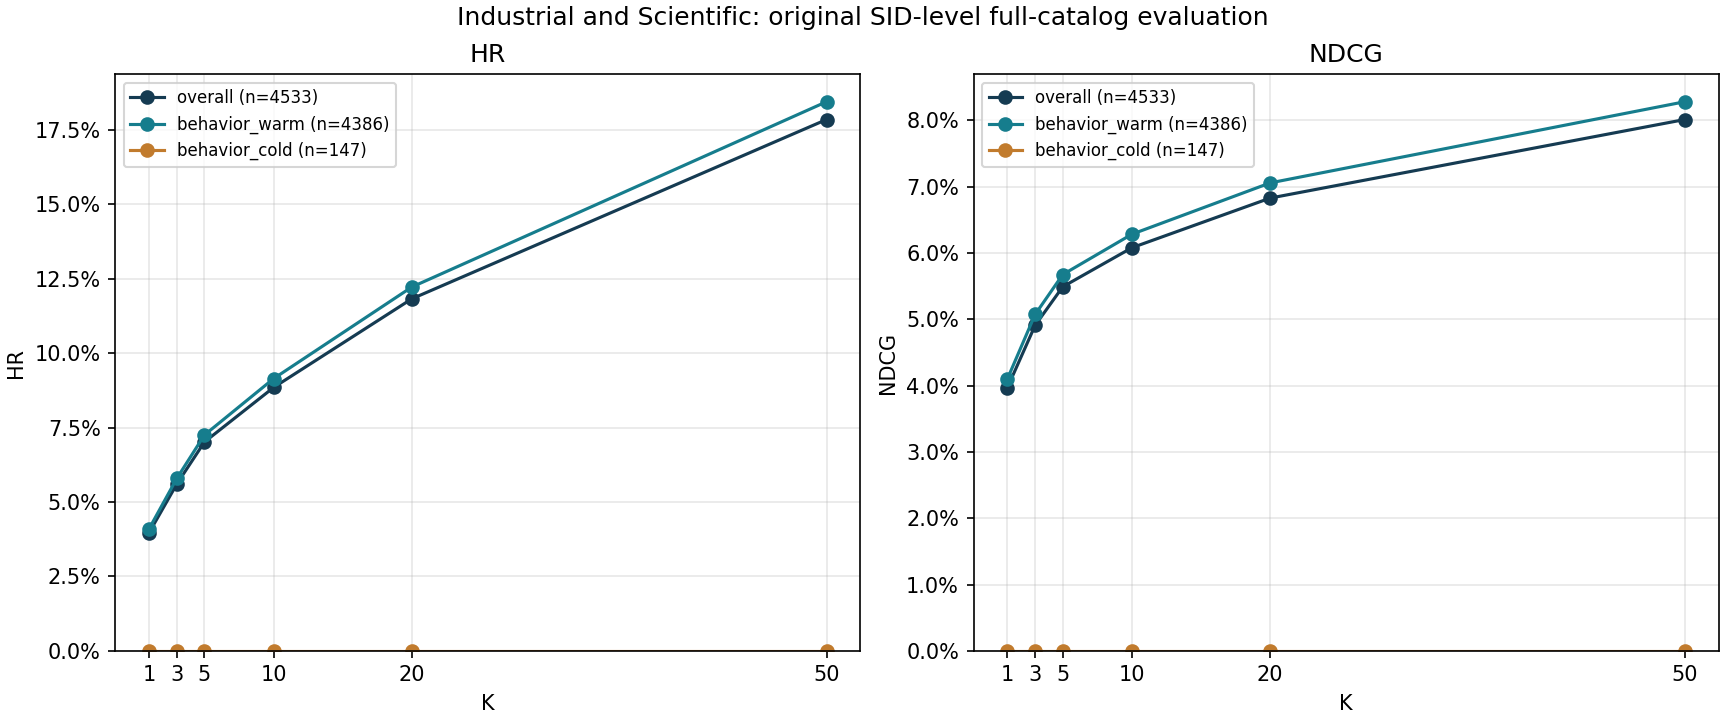 Industrial and Scientific: original SID-level full-catalog evaluation
HR
overall (n=4533)
behavior_warm (n=4386)
behavior_cold (n=147)
17.5%
15.0%
12.5%
10.0%
7.5%
5.0%
2.5%
0.0%
HR
1 3 5 10 20 50
K
NDCG
overall (n=4533)
behavior_warm (n=4386)
behavior_cold (n=147)
8.0%
7.0%
6.0%
5.0%
4.0%
3.0%
2.0%
1.0%
0.0%
NDCG
1 3 5 10 20 50
K